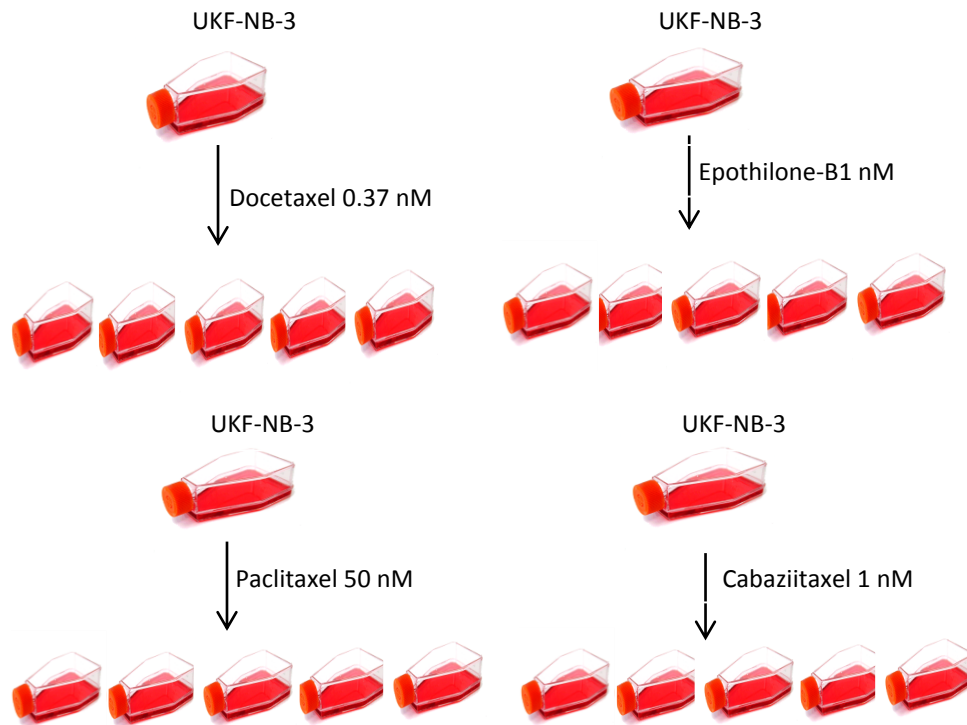 UKF-NB-3
Docetaxel 0.37 nM
UKF-NB-3
Epothilone-B1 nM
UKF-NB-3
Paclitaxel 50 nM
UKF-NB-3
Cabaziitaxel 1 nM